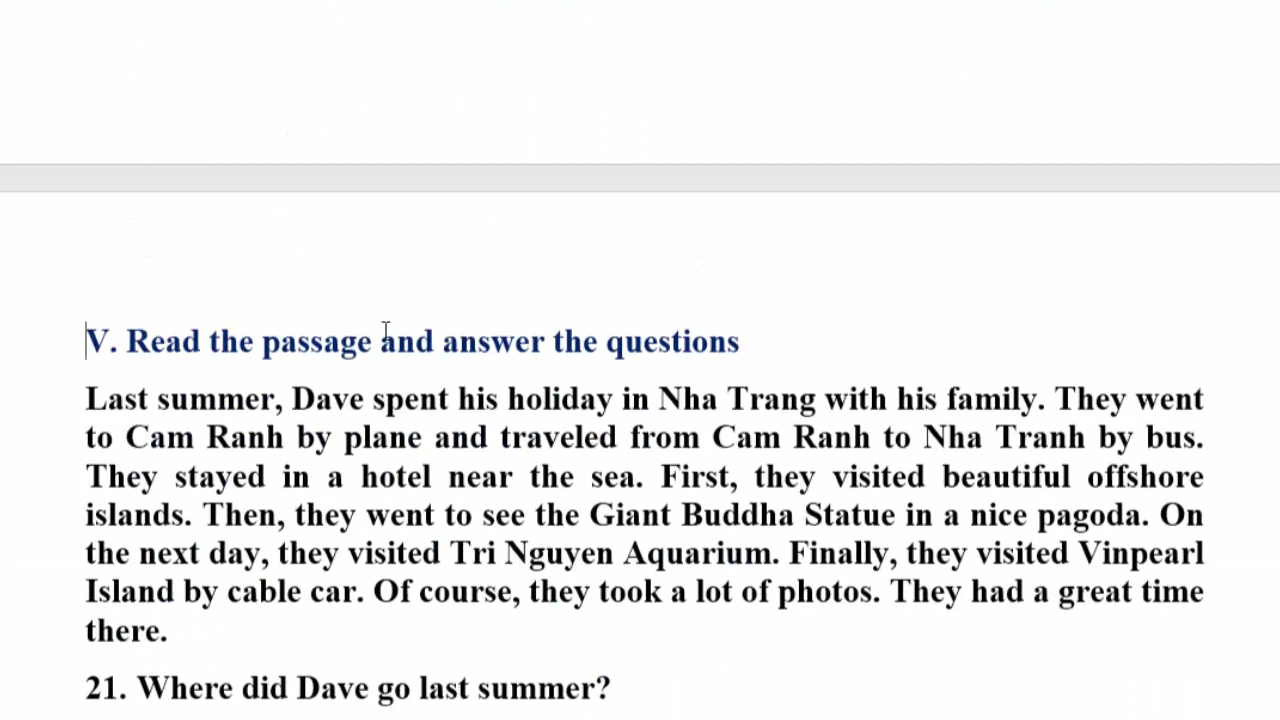 V. Read the passage and answer the questions
Last summer, Dave spent his holiday in Nha Trang with his family. They went
to Cam Ranh by plane and traveled from Cam Ranh to Nha Tranh by bus.
They stayed in a hotel near the sea. First, they visited beautiful offshore
islands. Then, they went to see the Giant Buddha Statue in a nice pagoda. On
the next day, they visited Tri Nguyen Aquarium. Finally, they visited Vinpearl
Island by cable car. Of course, they took a lot of photos. They had a great time
there.
21. Where did Dave go last summer?